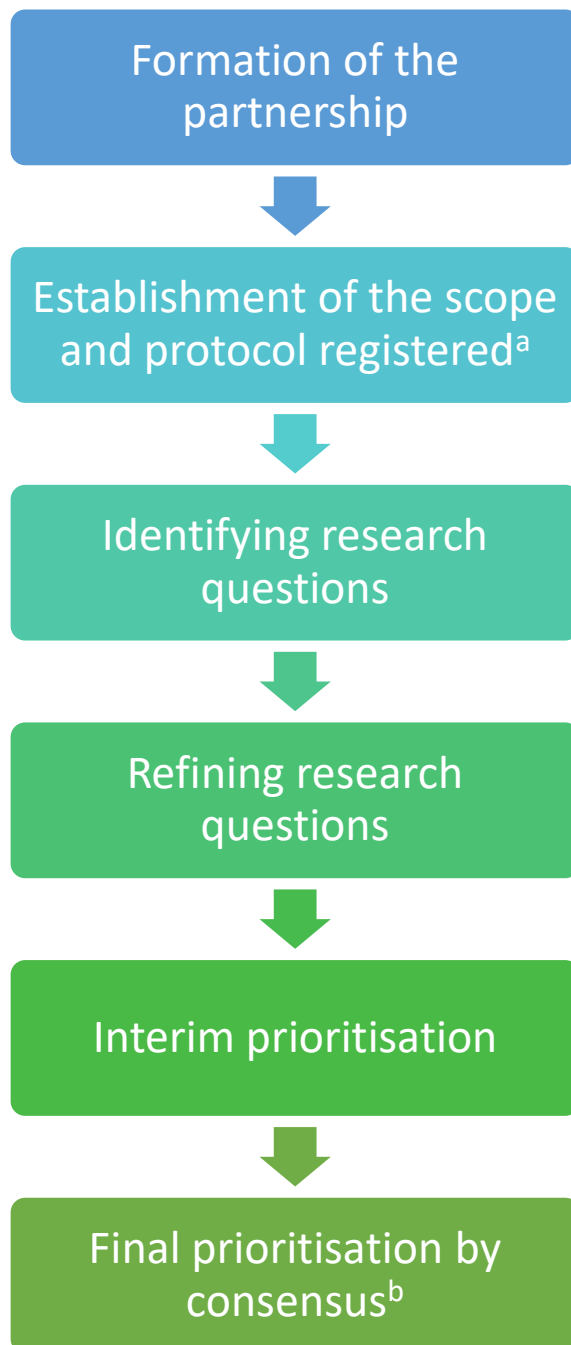 Formation of the
partnership
Establishment of the scope
and protocol registeredᵃ
Identifying research
questions
Refining research
questions
Interim prioritisation
Final prioritisation by
consensusᵇ